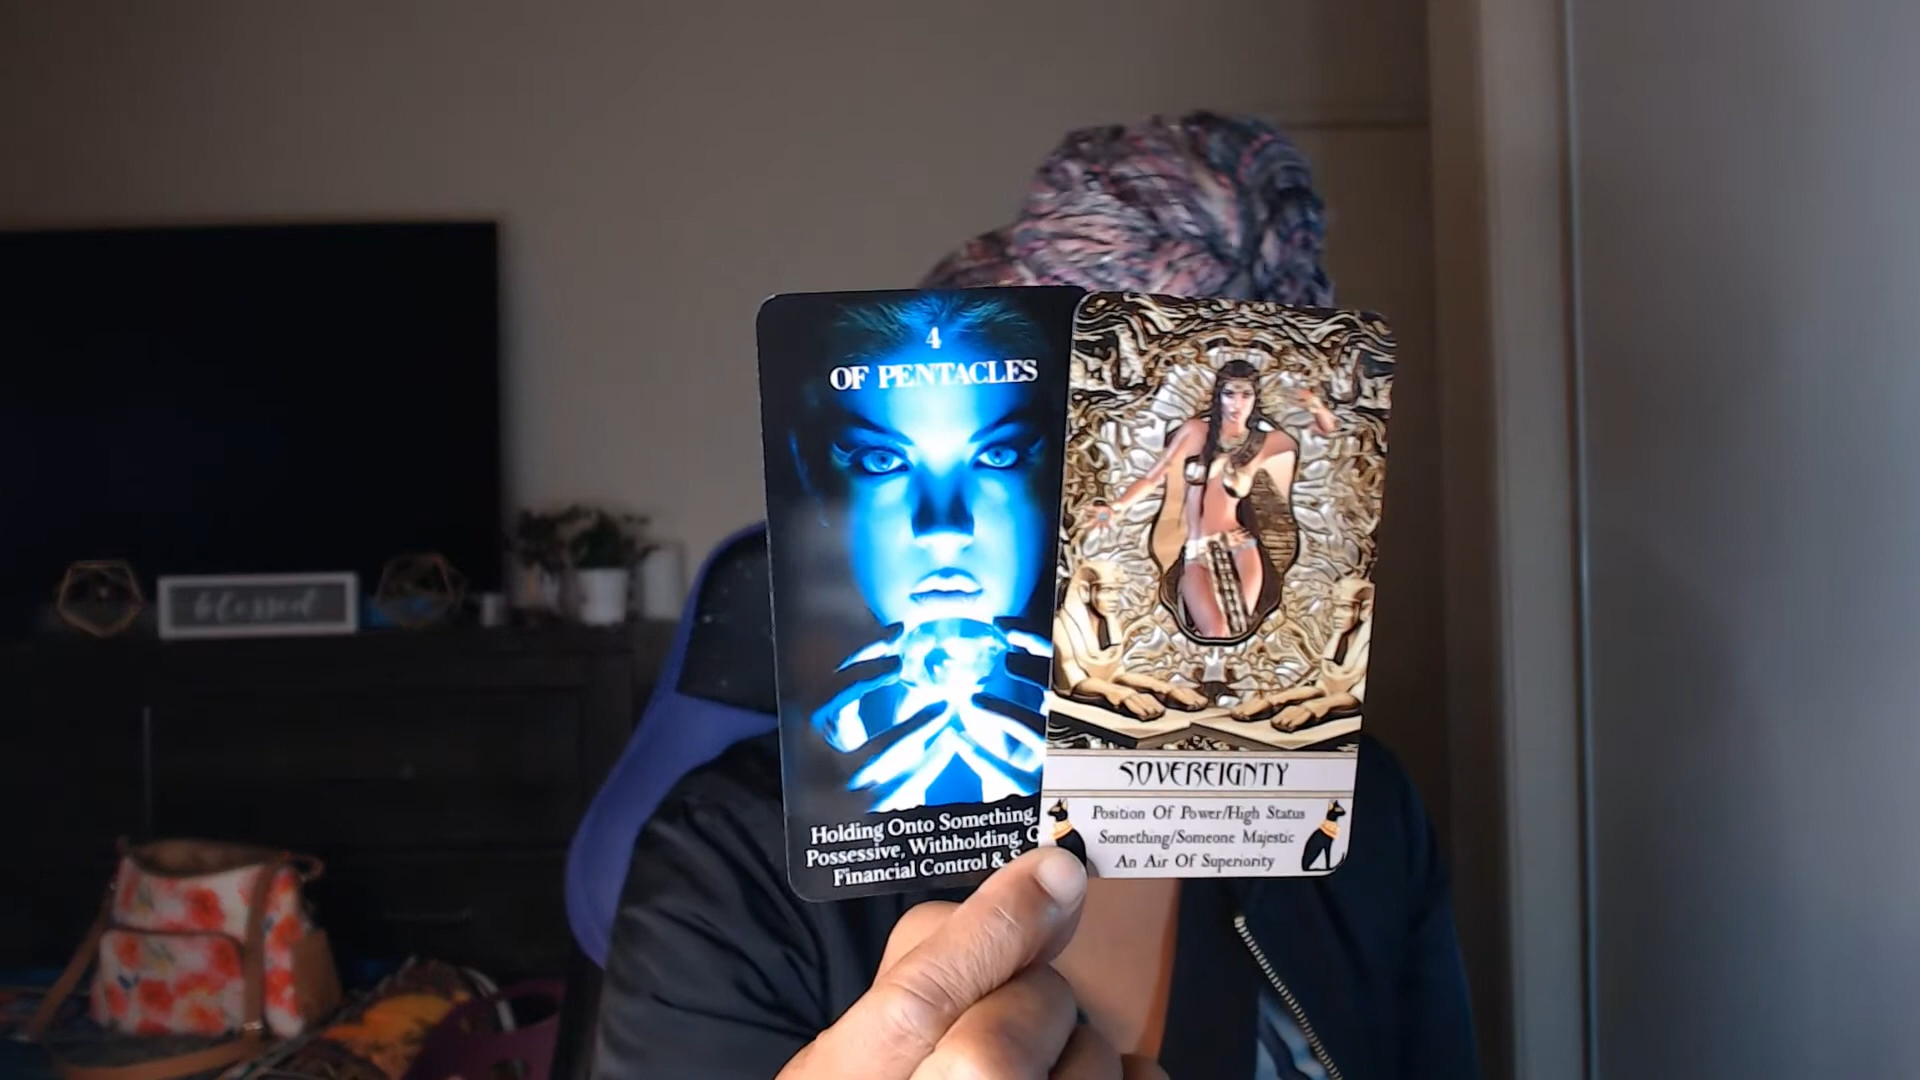 blessed
4
OF PENTACLES
Holding Onto Something,
Possessive, Withholding,
Financial Control &
SOVEREIGNTY
Position Of Power/High Status
Something/Someone Majestic
An Air Of Superiority